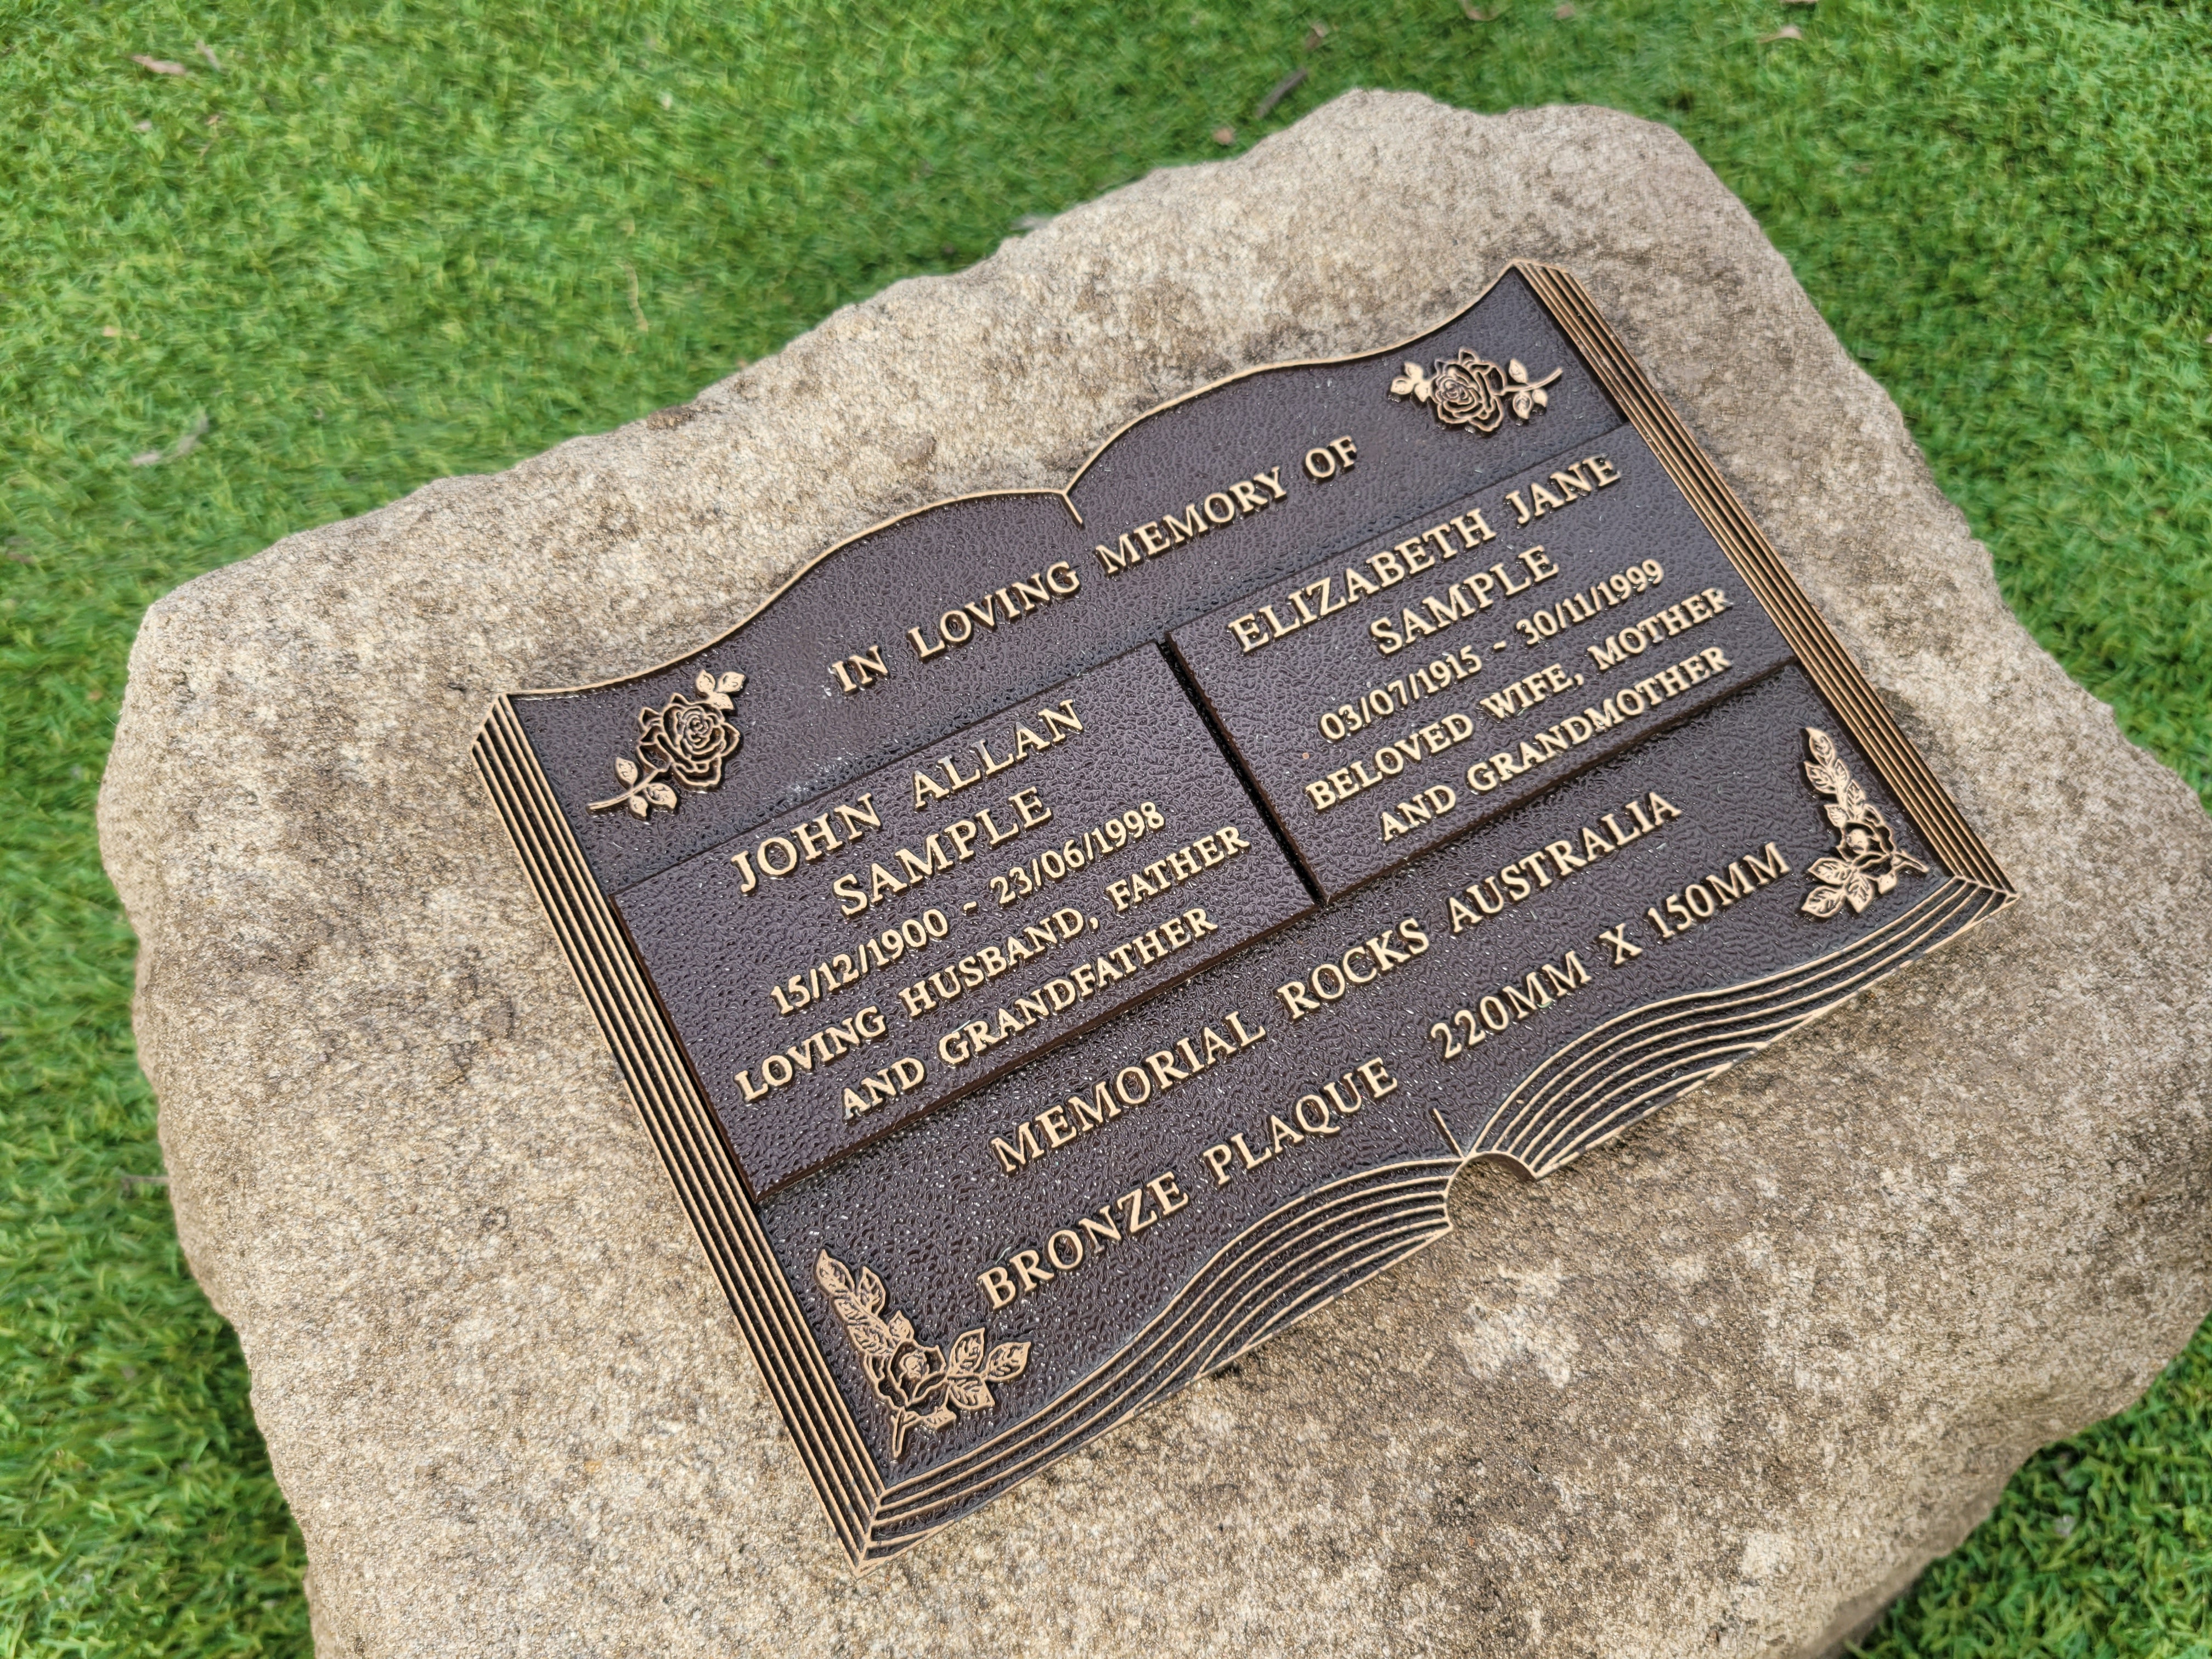 IN LOVING MEMORY OF
JOHN ALLAN
SAMPLE
15/12/1900 - 23/06/1998
LOVING HUSBAND, FATHER
AND GRANDFATHER
ELIZABETH JANE
SAMPLE
03/07/1915 - 30/11/1999
BELOVED WIFE, MOTHER
AND GRANDMOTHER
MEMORIAL ROCKS AUSTRALIA
BRONZE PLAQUE 220MM X 150MM